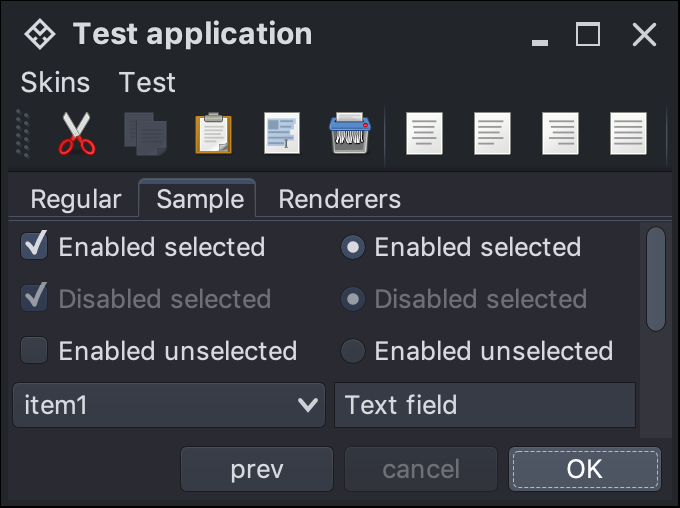 Test application
Skins Test
Regular Sample Renderers
Enabled selected Enabled selected
Disabled selected Disabled selected
Enabled unselected Enabled unselected
item1 Text field
prev cancel OK